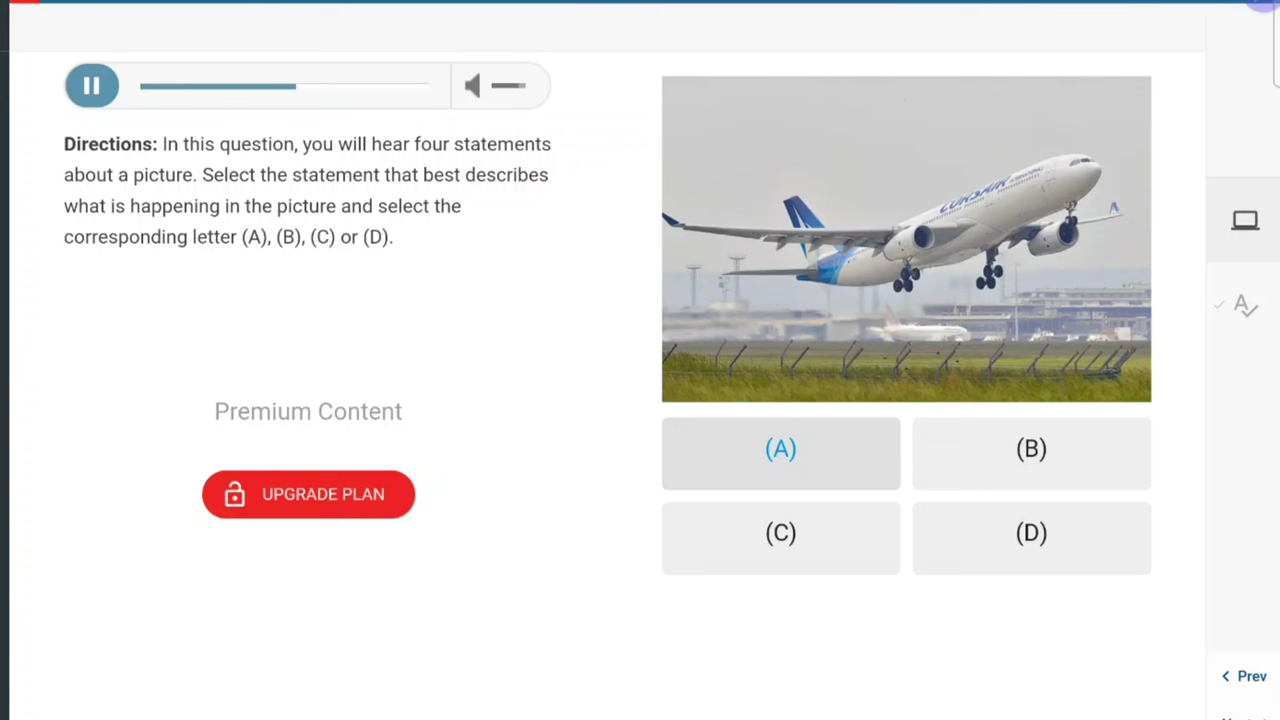 Directions: In this question, you will hear four statements
about a picture. Select the statement that best describes
what is happening in the picture and select the
corresponding letter (A), (B), (C) or (D).
Premium Content
UPGRADE PLAN
CORSAIR
(A)
(B)
(C)
(D)
Prev